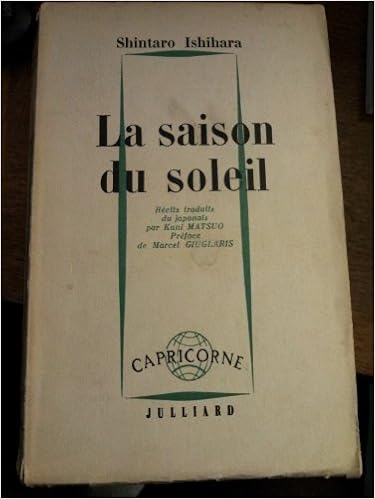 Shintaro Ishihara
La saison
du soleil
Récits traduits
du japonais
par Kuni MATSUO
Préface
de Marcel GIUGLARIS
CAPRICORNE
JULLIARD